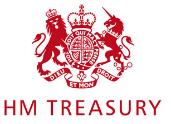 DIEU ET MON DROIT
HM TREASURY